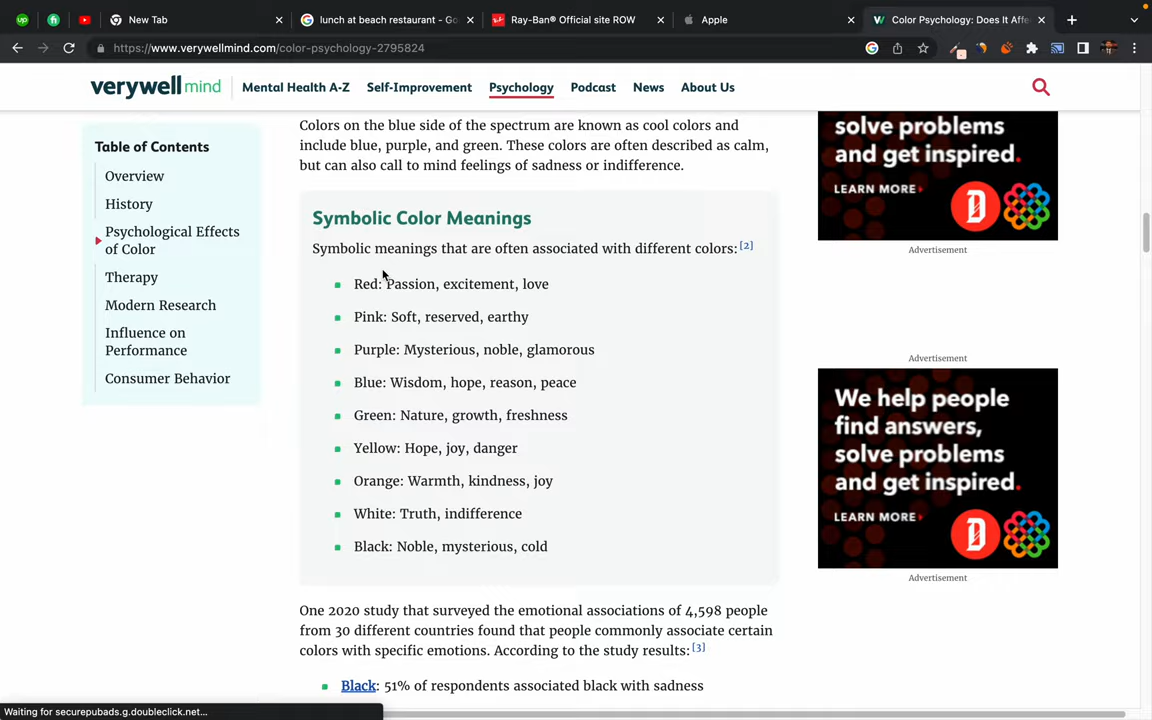 New Tab
lunch at beach restaurant - Go
Ray-Ban® Official site ROW
Apple
Color Psychology: Does It Affe
https://www.verywellmind.com/color-psychology-2795824
verywell mind
Mental Health A-Z
Self-Improvement
Psychology
Podcast
News
About Us
Table of Contents
Overview
History
Psychological Effects
of Color
Therapy
Modern Research
Influence on
Performance
Consumer Behavior
Colors on the blue side of the spectrum are known as cool colors and
include blue, purple, and green. These colors are often described as calm,
but can also call to mind feelings of sadness or indifference.
Symbolic Color Meanings
Symbolic meanings that are often associated with different colors:[2]
Red: Passion, excitement, love
Pink: Soft, reserved, earthy
Purple: Mysterious, noble, glamorous
Blue: Wisdom, hope, reason, peace
Green: Nature, growth, freshness
Yellow: Hope, joy, danger
Orange: Warmth, kindness, joy
White: Truth, indifference
Black: Noble, mysterious, cold
One 2020 study that surveyed the emotional associations of 4,598 people
from 30 different countries found that people commonly associate certain
colors with specific emotions. According to the study results:[3]
Black: 51% of respondents associated black with sadness
solve problems
and get inspired.
LEARN MORE
Advertisement
Advertisement
We help people
find answers,
solve problems
and get inspired.
LEARN MORE
Advertisement
Waiting for securepubads.g.doubleclick.net...